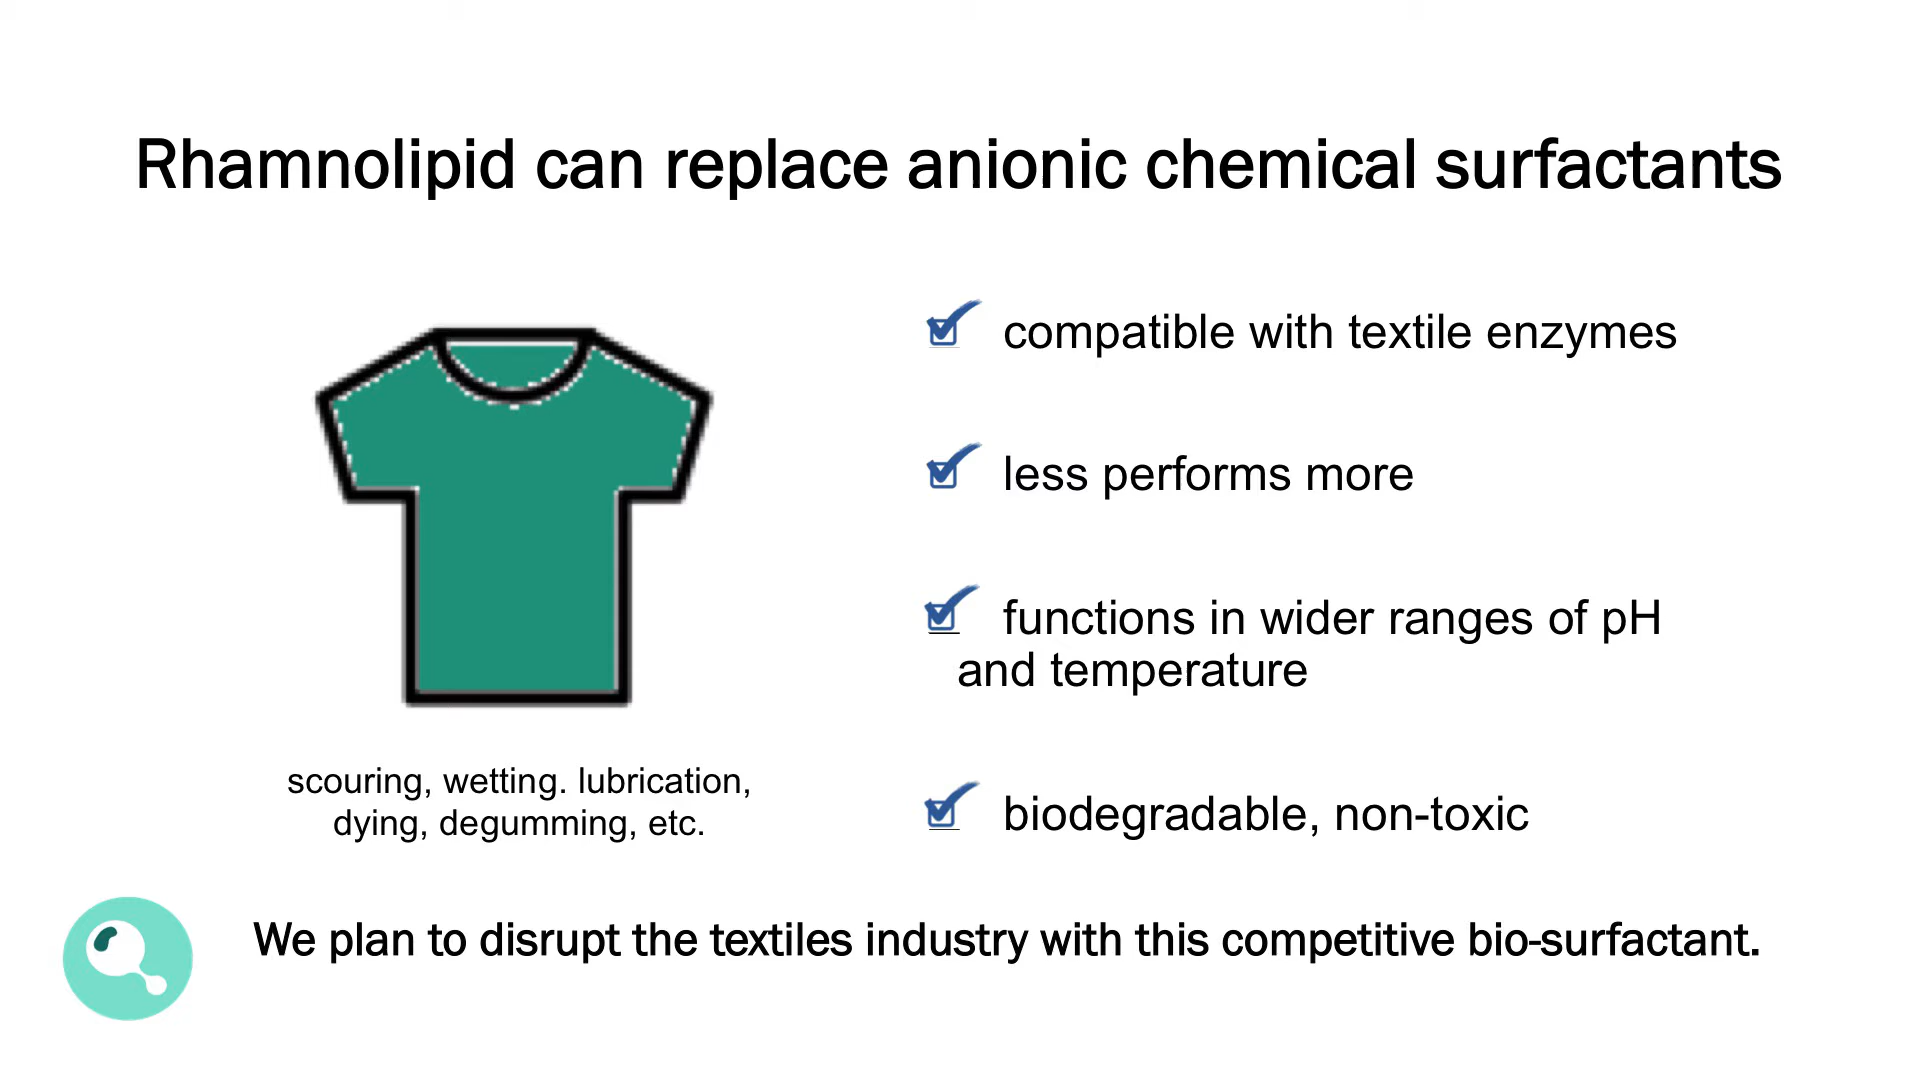 Rhamnolipid can replace anionic chemical surfactants
compatible with textile enzymes
less performs more
functions in wider ranges of pH
and temperature
biodegradable, non-toxic
scouring, wetting. lubrication,
dying, degumming, etc.
We plan to disrupt the textiles industry with this competitive bio-surfactant.